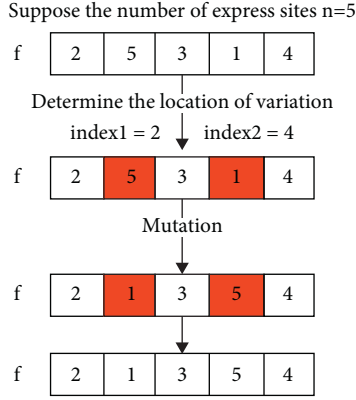 Suppose the number of express sites n=5
f 2 5 3 1 4
Determine the location of variation
index1 = 2 index2 = 4
f 2 5 3 1 4
Mutation
f 2 1 3 5 4
f 2 1 3 5 4